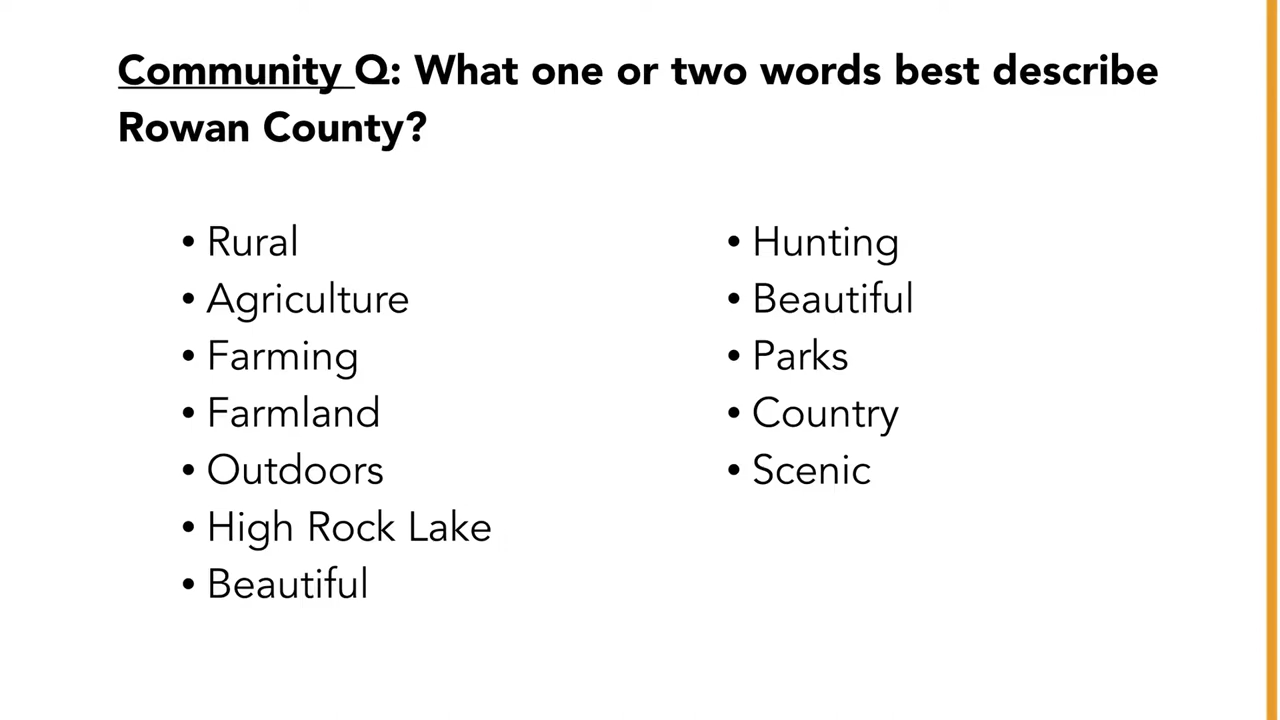 Community Q: What one or two words best describe
Rowan County?
• Rural
• Agriculture
• Farming
• Farmland
• Outdoors
• High Rock Lake
• Beautiful
• Hunting
• Beautiful
• Parks
• Country
• Scenic